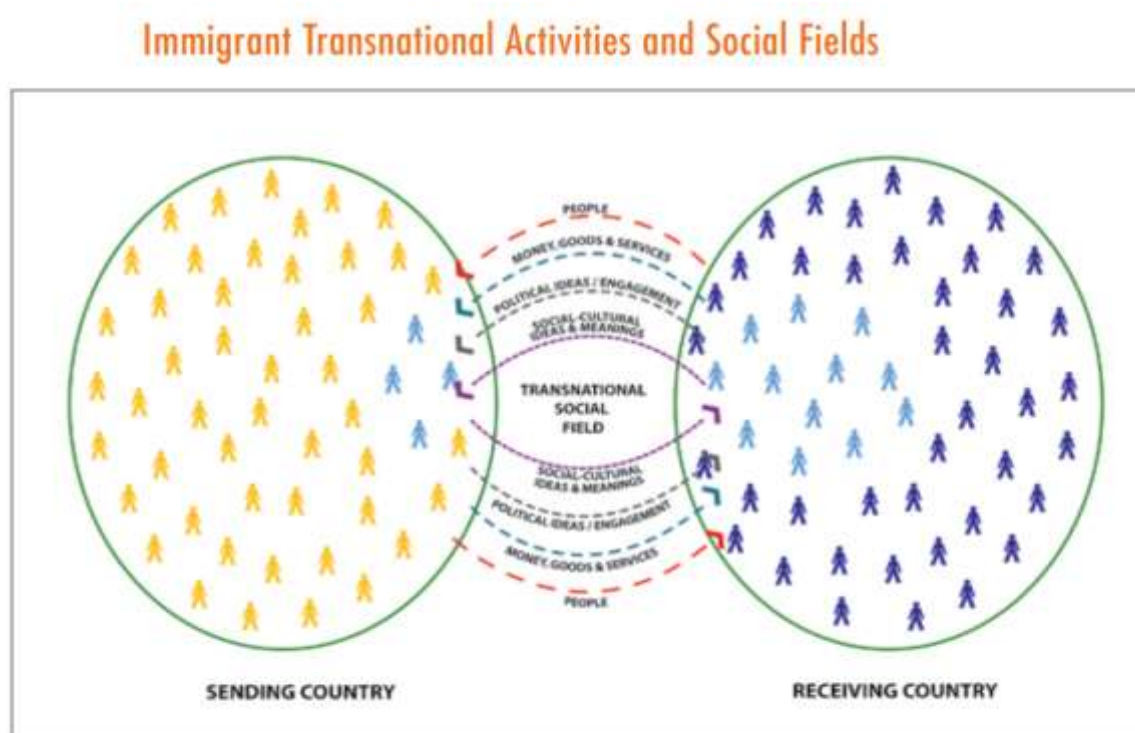 Immigrant Transnational Activities and Social Fields
PEOPLE
MONEY, GOODS & SERVICES
POLITICAL IDEAS / ENGAGEMENT
SOCIAL-CULTURAL
IDEAS & MEANINGS
TRANSNATIONAL
SOCIAL
FIELD
SOCIAL-CULTURAL
IDEAS & MEANINGS
POLITICAL IDEAS / ENGAGEMENT
MONEY, GOODS & SERVICES
PEOPLE
SENDING COUNTRY
RECEIVING COUNTRY